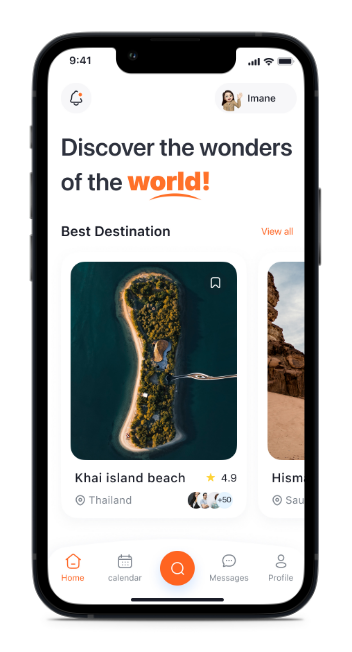 9:41
Imane
Discover the wonders
of the world!
Best Destination
View all
Khai island beach
4.9
Hisma
Thailand
+50
Sau
Home
calendar
Messages
Profile